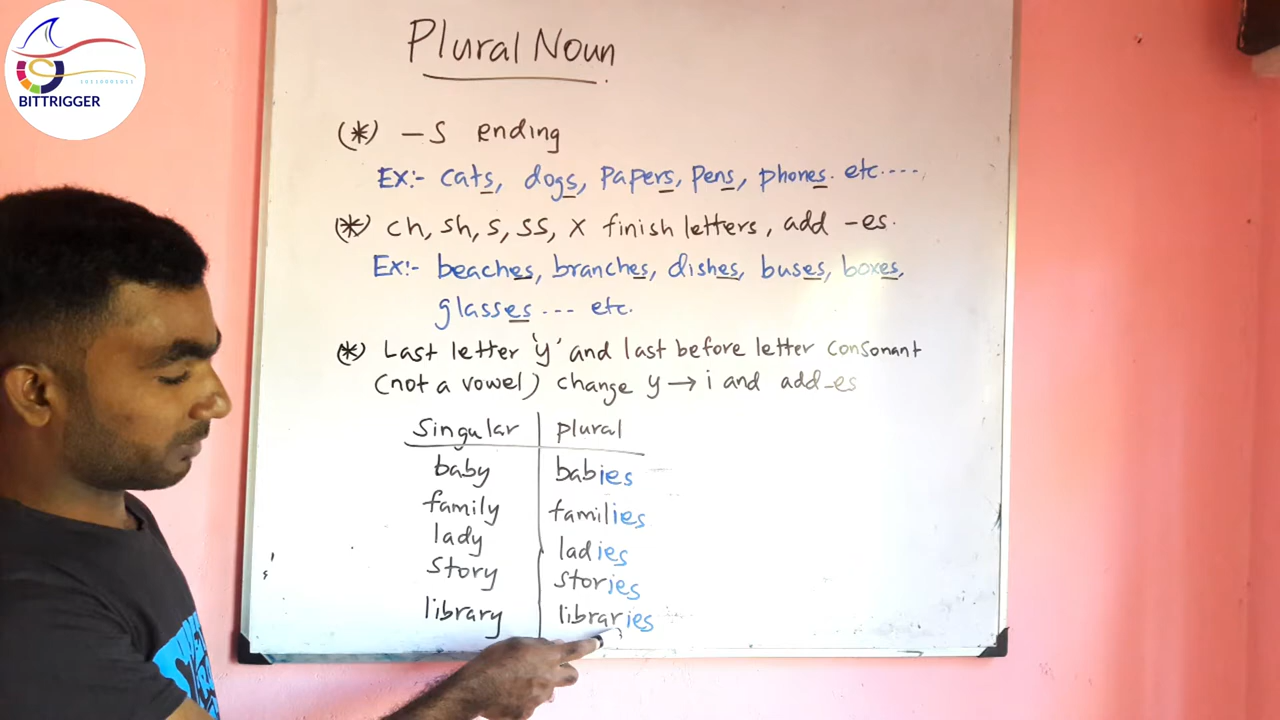 BITTRIGGER
Plural Noun
(*) - S ending
Ex:- cats, dogs, Papers, pens, phones. etc.....
(*) ch, sh, s, ss, x finish letters, add -es.
Ex:- beaches, branches, dishes, buses, boxes,
glasses ... etc.
(*) Last letter 'y' and last before letter consonant
(not a vowel) change y → i and add -es
Singular plural
baby babies
family families
lady ladies
Story stories
library libraries